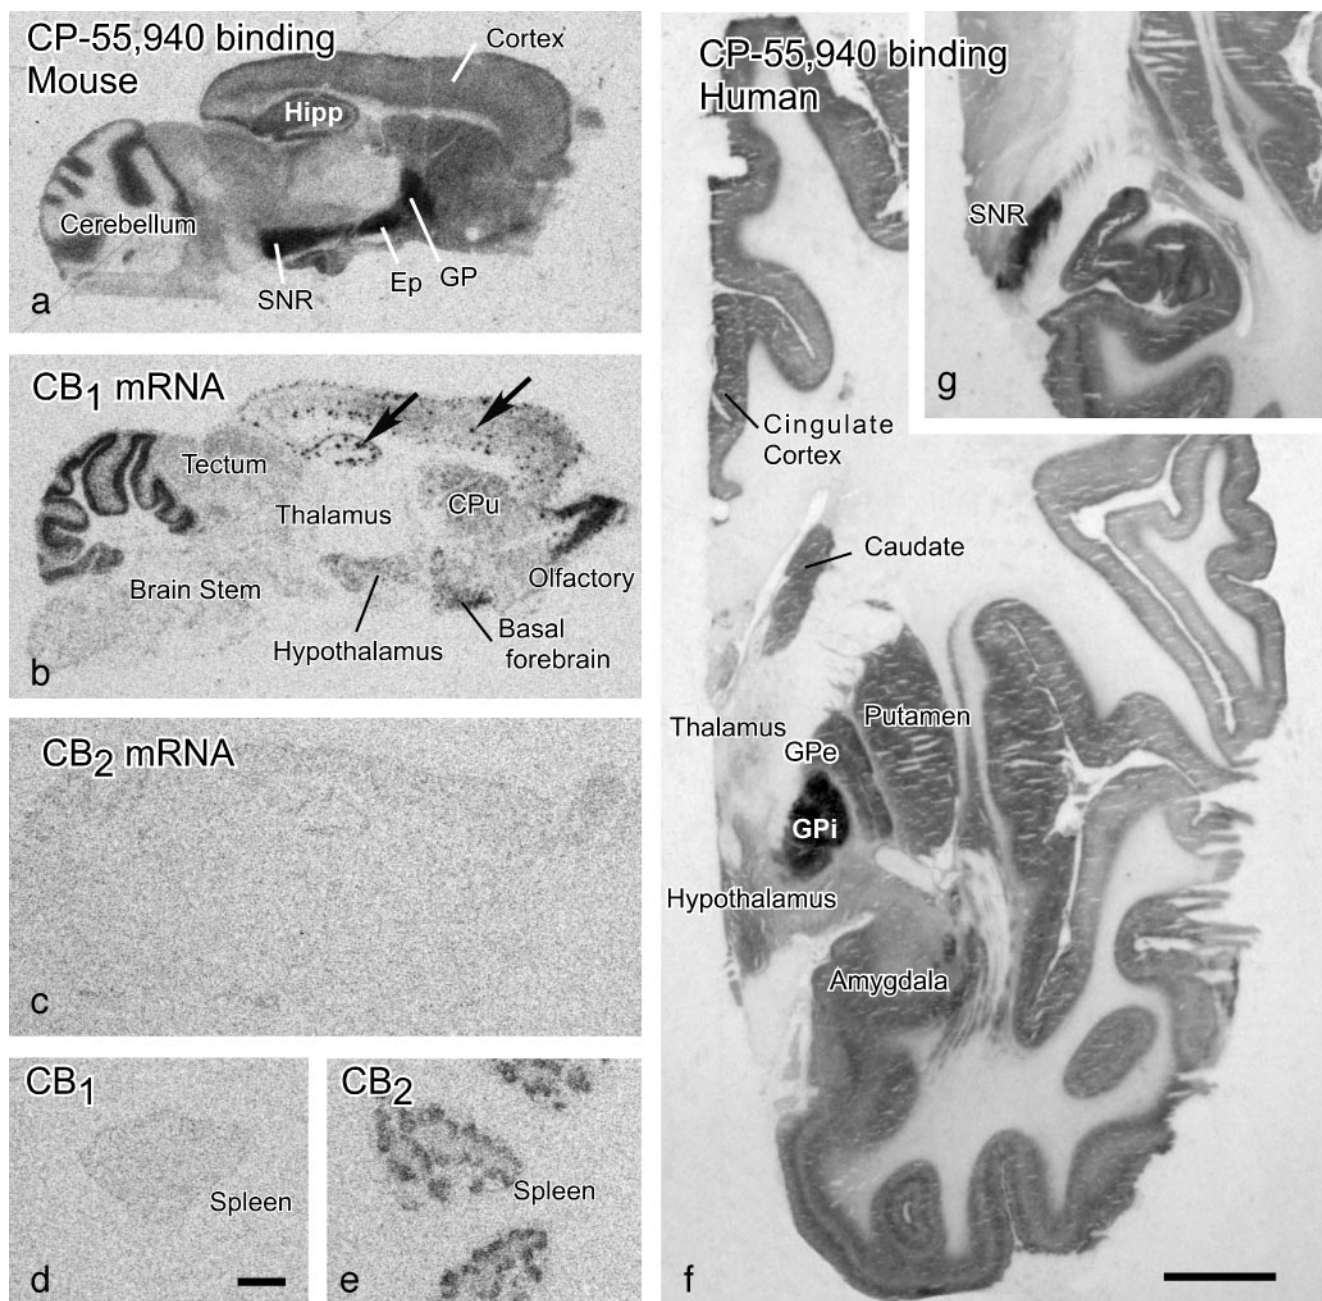 CP-55,940 binding
Mouse
Cortex
Hipp
Cerebellum
SNR
Ep
GP
a
CB1 mRNA
Tectum
Thalamus
CPu
Brain Stem
Olfactory
Hypothalamus
Basal
forebrain
b
CB2 mRNA
c
CB1
Spleen
d
CB2
Spleen
e
CP-55,940 binding
Human
SNR
g
Cingulate
Cortex
Caudate
Thalamus
Putamen
GPe
GPi
Hypothalamus
Amygdala
f